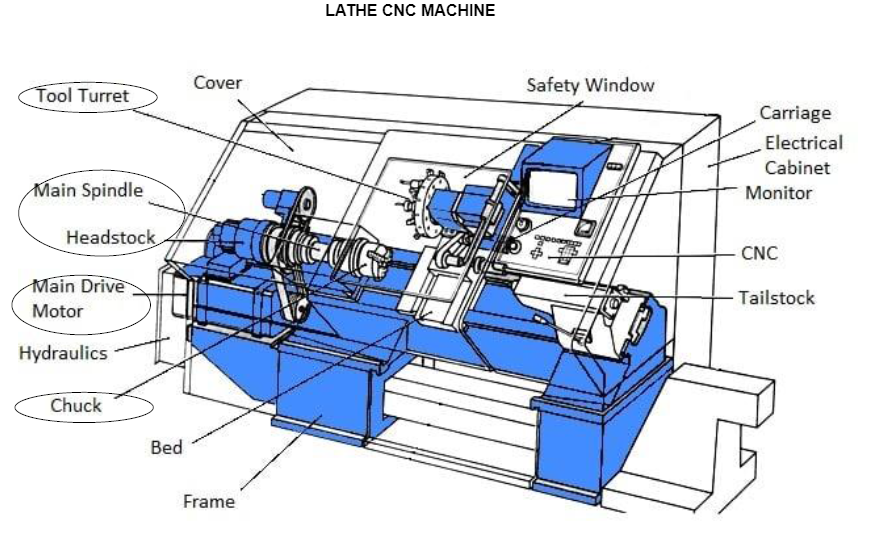 LATHE CNC MACHINE
Cover
Tool Turret
Safety Window
Carriage
Electrical
Cabinet
Monitor
Main Spindle
Headstock
CNC
Main Drive
Motor
Tailstock
Hydraulics
Chuck
Bed
Frame